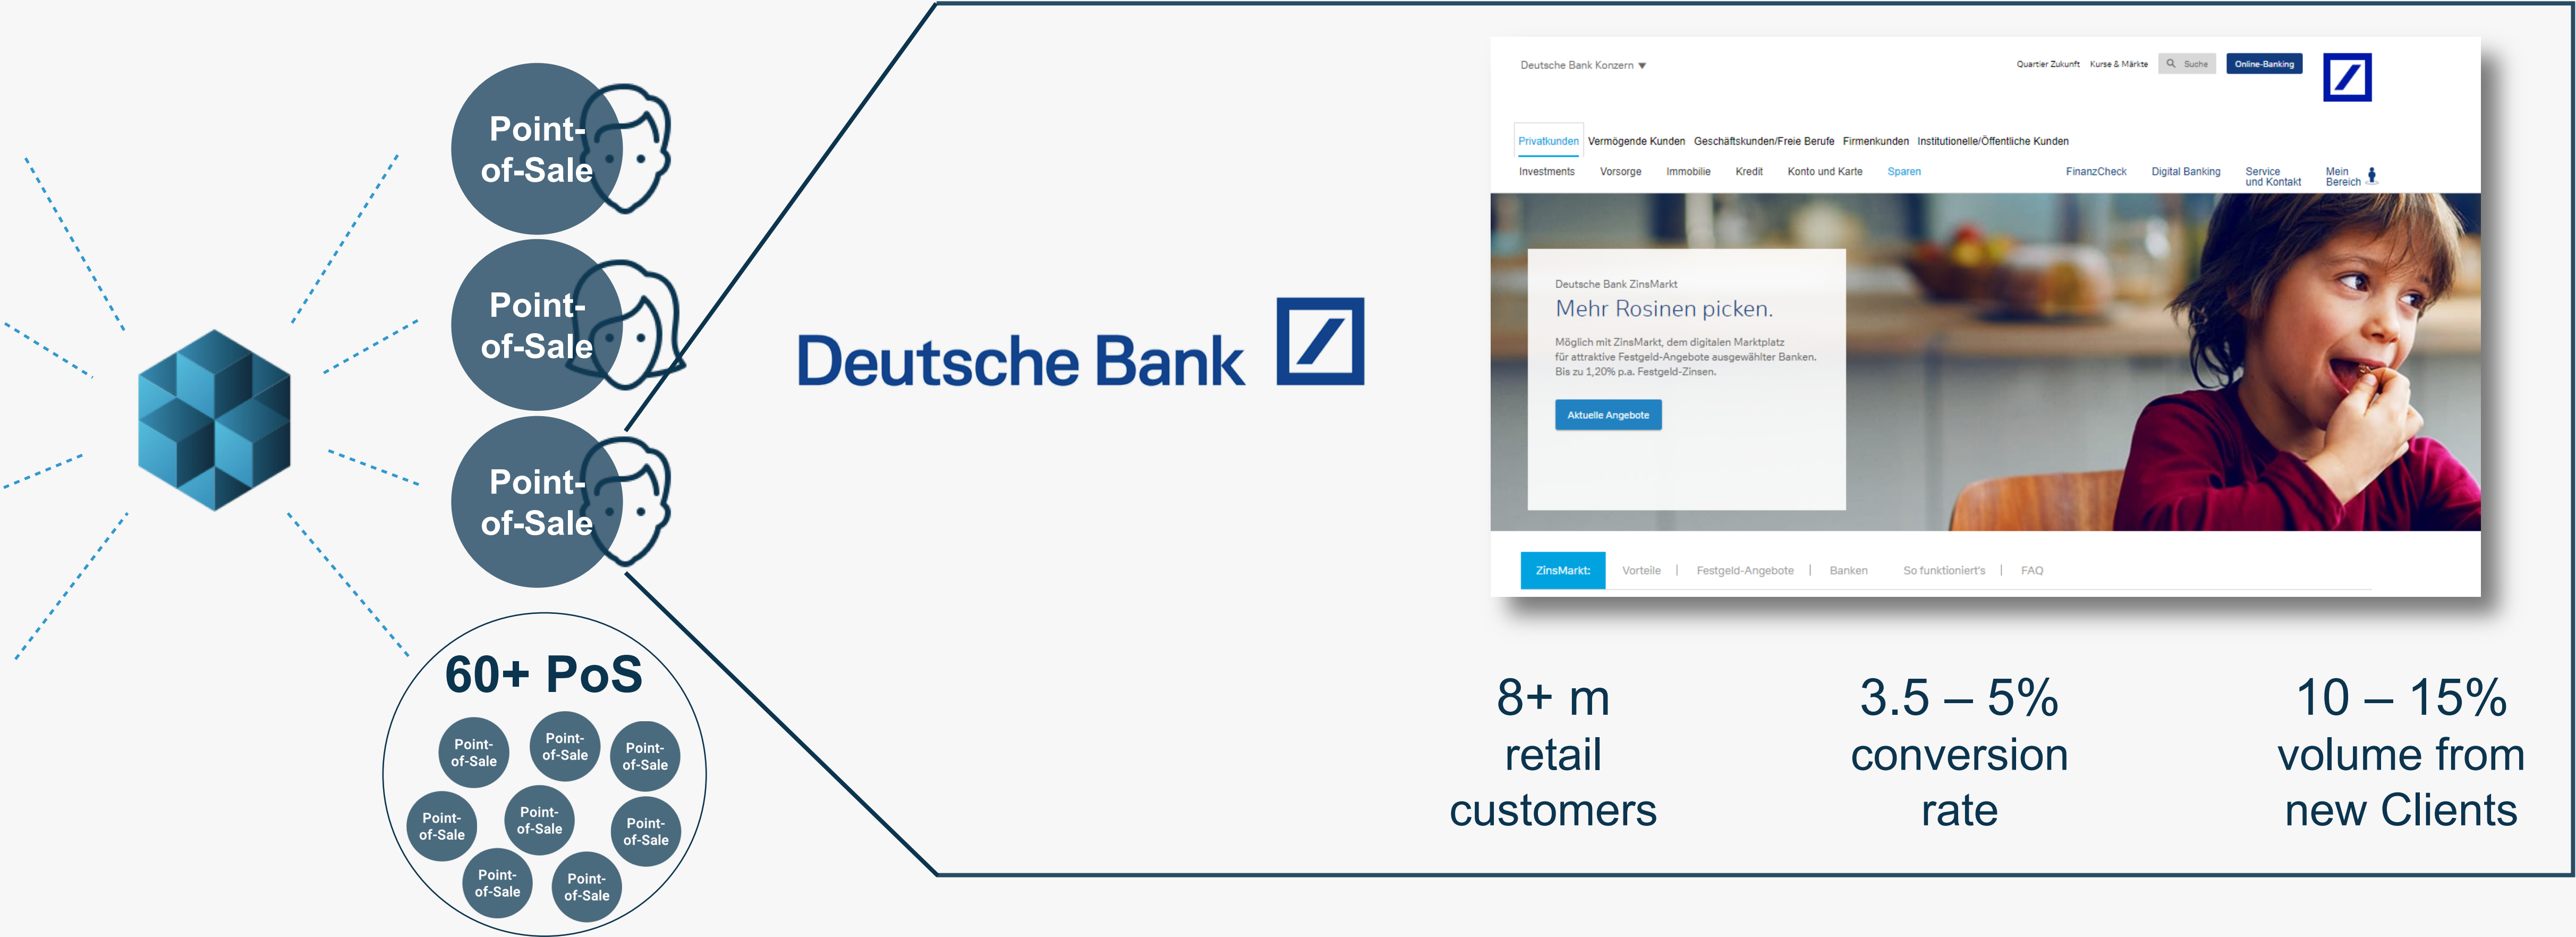 Point-
of-Sale
Point-
of-Sale
Point-
of-Sale
60+ PoS
Point-
of-Sale
Point-
of-Sale
Point-
of-Sale
Point-
of-Sale
Point-
of-Sale
Point-
of-Sale
Point-
of-Sale
Point-
of-Sale
Deutsche Bank
Deutsche Bank Konzern
Quartier Zukunft Kurse & Märkte Suche Online-Banking
Privatkunden Vermögende Kunden Geschäftskunden/Freie Berufe Firmenkunden Institutionelle/Öffentliche Kunden
Investments Vorsorge Immobilie Kredit Konto und Karte Sparen FinanzCheck Digital Banking Service Mein
und Kontakt Bereich
Deutsche Bank ZinsMarkt
Mehr Rosinen picken.
Möglich mit ZinsMarkt, dem digitalen Marktplatz
für attraktive Festgeld-Angebote ausgewählter Banken.
Bis zu 1,20% p.a. Festgeld-Zinsen.
Aktuelle Angebote
ZinsMarkt: Vorteile | Festgeld-Angebote | Banken So funktioniert's | FAQ
8+ m
retail
customers
3.5 – 5%
conversion
rate
10 – 15%
volume from
new Clients